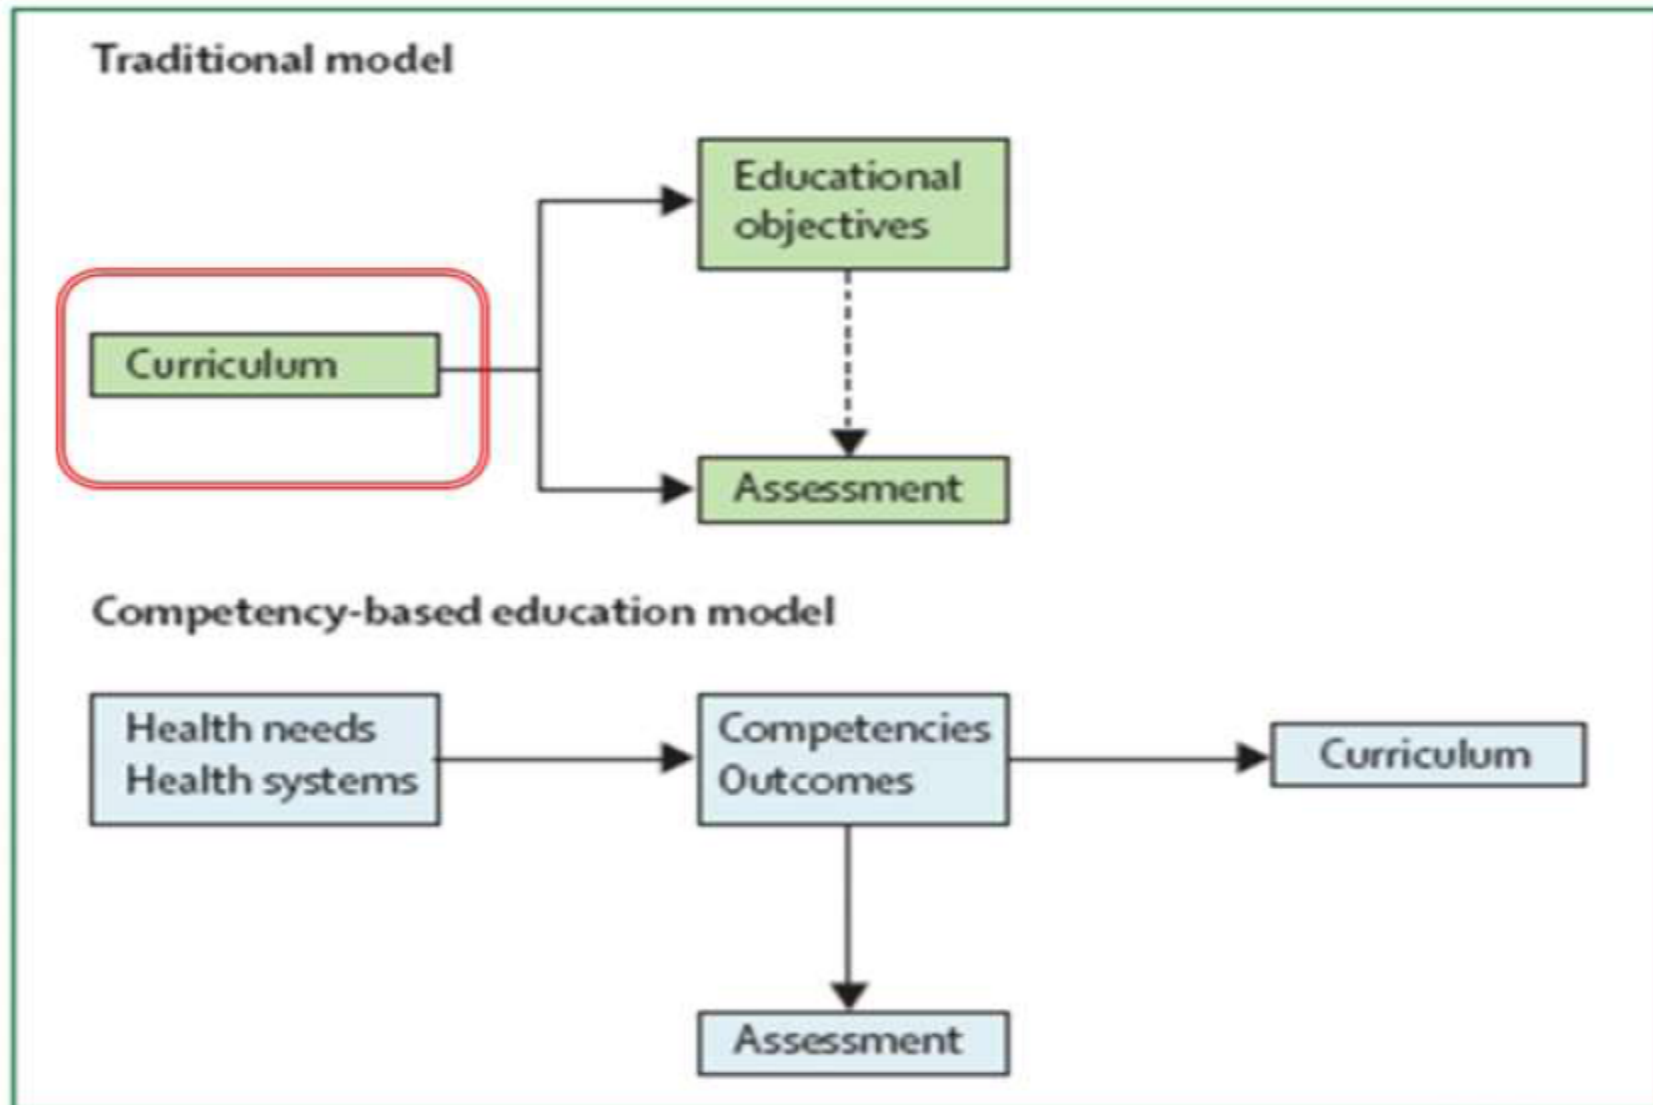 Traditional model
Educational
objectives
Curriculum
Assessment
Competency-based education model
Health needs
Health systems
Competencies
Outcomes
Curriculum
Assessment